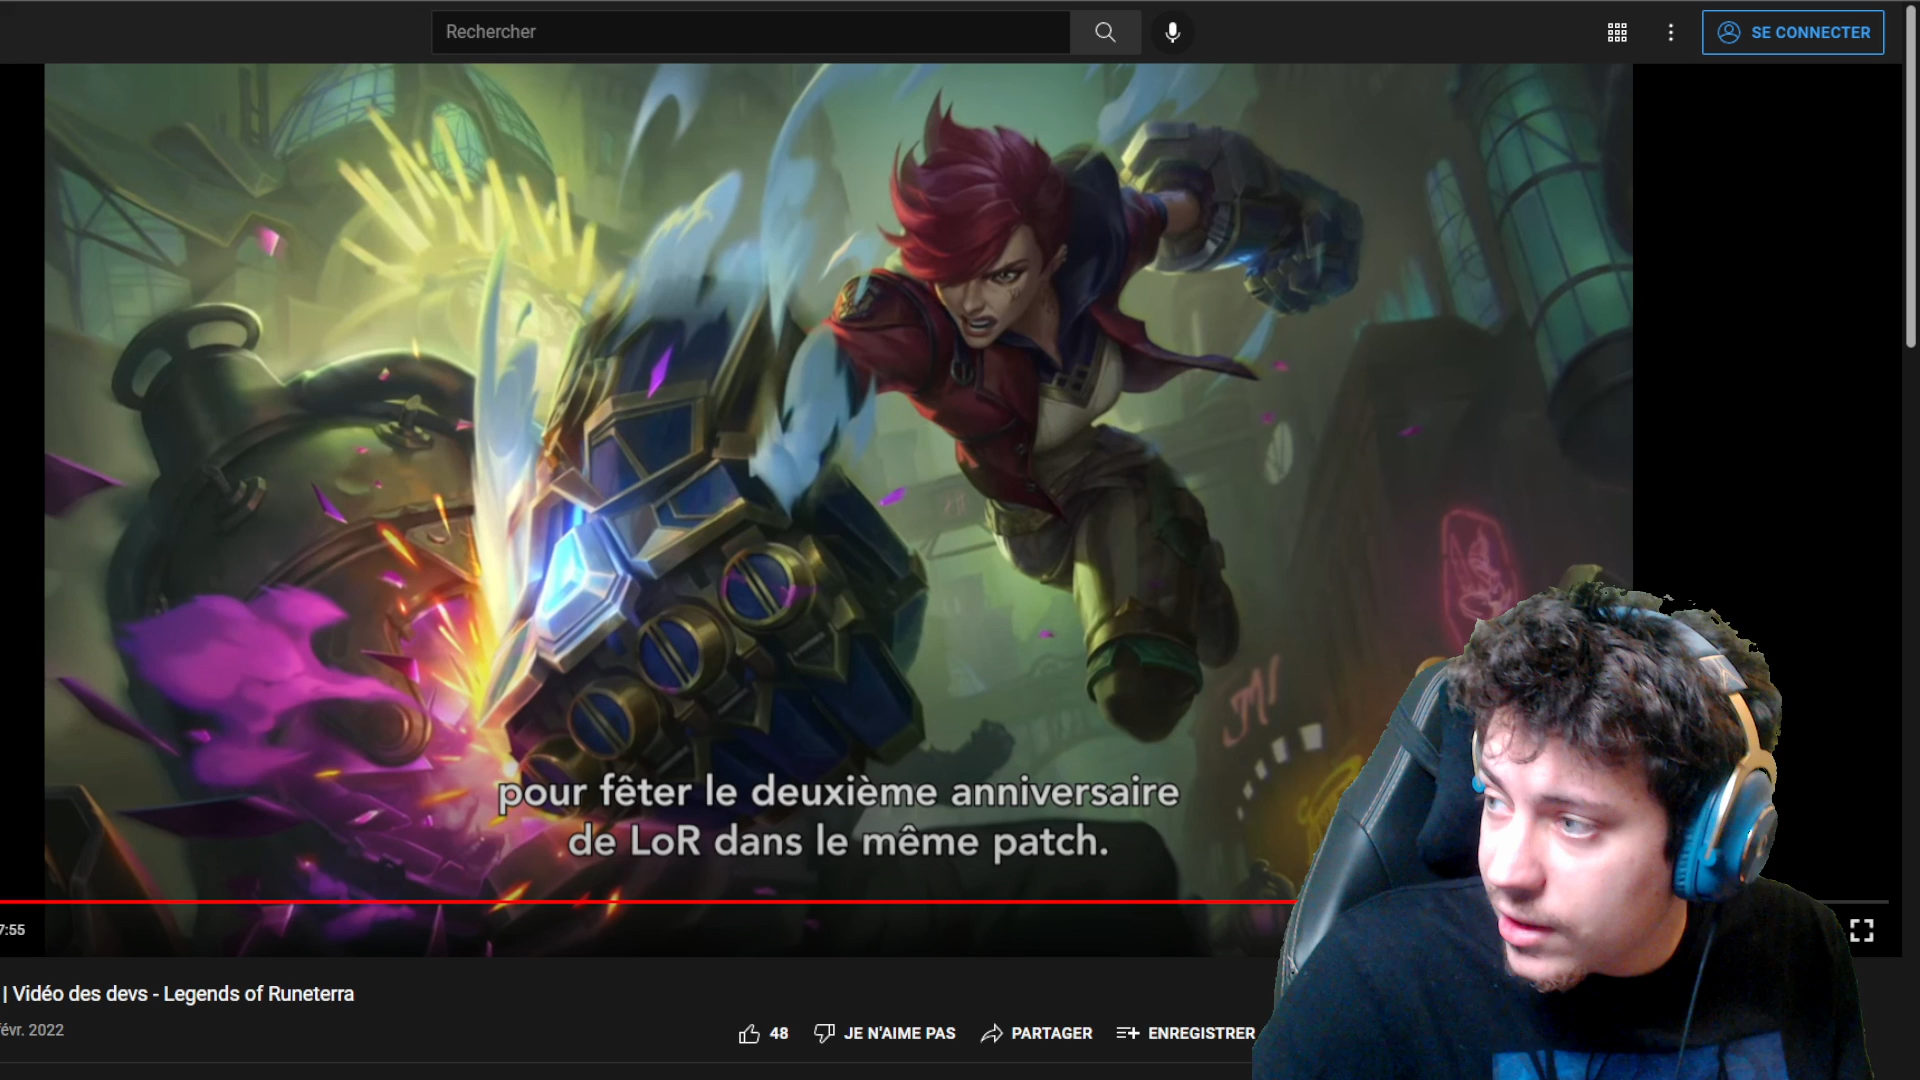 Rechercher
SE CONNECTER
pour fêter le deuxième anniversaire
de LoR dans le même patch.
7:55
| Vidéo des devs - Legends of Runeterra
févr. 2022
48
JE N'AIME PAS
PARTAGER
ENREGISTRER